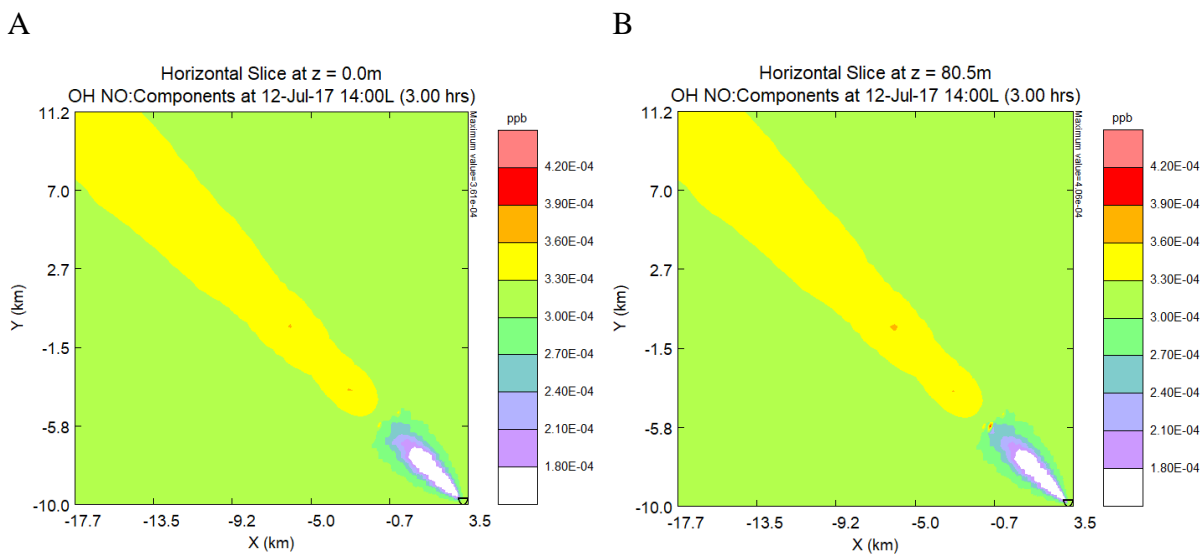 A
B
Horizontal Slice at z = 0.0m
OH NO:Components at 12-Jul-17 14:00L (3.00 hrs)
11.2
7.0
2.7
-1.5
-5.8
-10.0
Y (km)
-17.7 -13.5 -9.2 -5.0 -0.7 3.5
X (km)
Maximum value=3.61e-04
ppb
4.20E-04
3.90E-04
3.60E-04
3.30E-04
3.00E-04
2.70E-04
2.40E-04
2.10E-04
1.80E-04
Horizontal Slice at z = 80.5m
OH NO:Components at 12-Jul-17 14:00L (3.00 hrs)
11.2
7.0
2.7
-1.5
-5.8
-10.0
Y (km)
-17.7 -13.5 -9.2 -5.0 -0.7 3.5
X (km)
Maximum value=4.06e-04
ppb
4.20E-04
3.90E-04
3.60E-04
3.30E-04
3.00E-04
2.70E-04
2.40E-04
2.10E-04
1.80E-04